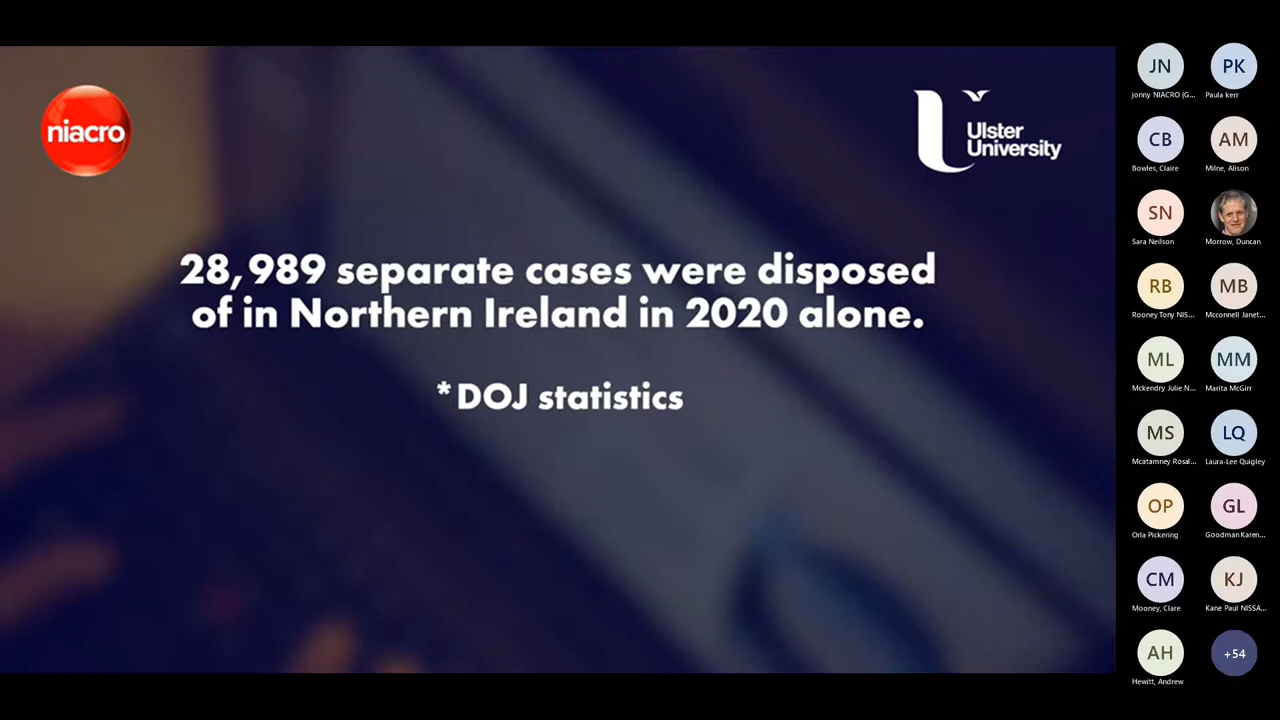 niacro
Ulster
University
28,989 separate cases were disposed
of in Northern Ireland in 2020 alone.
*DOJ statistics
JN
PK
jonny NIACRO (G...
Paula kerr
CB
AM
Bowles, Claire
Milne, Alison
SN
Sara Neilson
Morrow, Duncan
RB
MB
Rooney Tony NIS...
Mcconnell Janet...
ML
MM
Mckendry Julie N...
Marita McGirr
MS
LQ
Mcatamney Rosal...
Laura-Lee Quigley
OP
GL
Orla Pickering
Goodman Karen...
CM
KJ
Mooney, Clare
Kane Paul NISSA...
AH
+54
Hewitt, Andrew